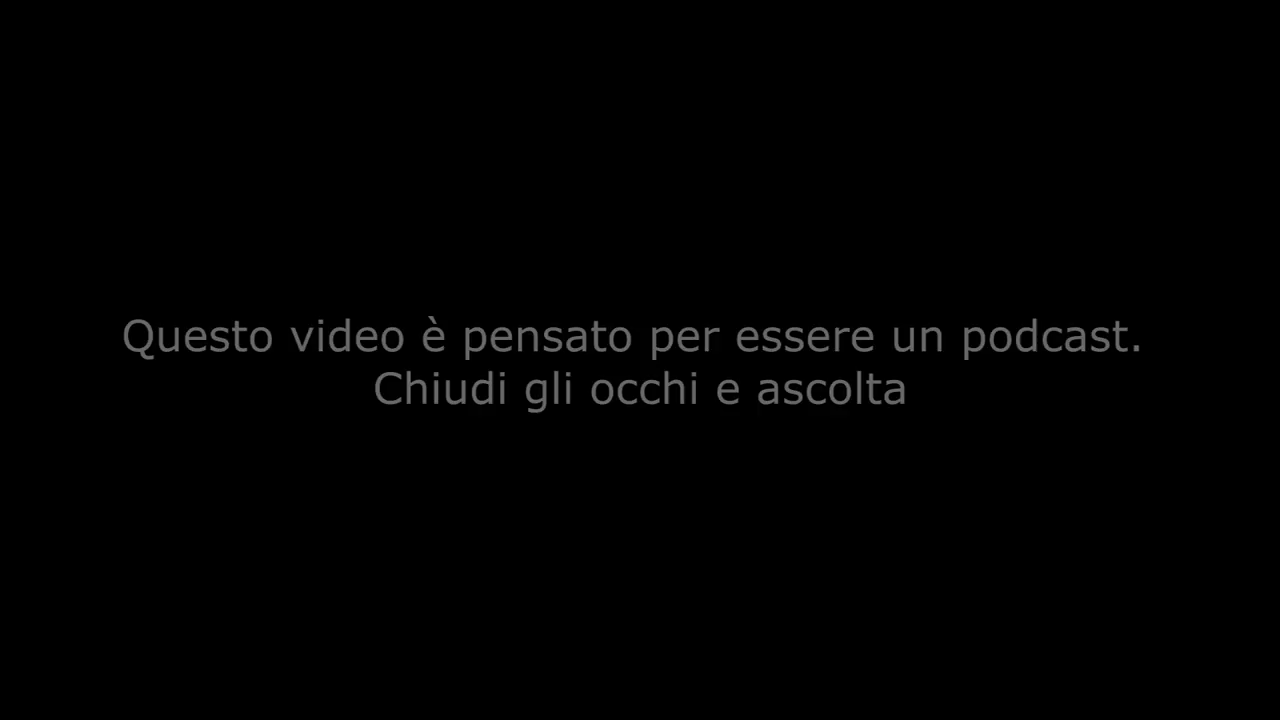 Questo video è pensato per essere un podcast.
Chiudi gli occhi e ascolta